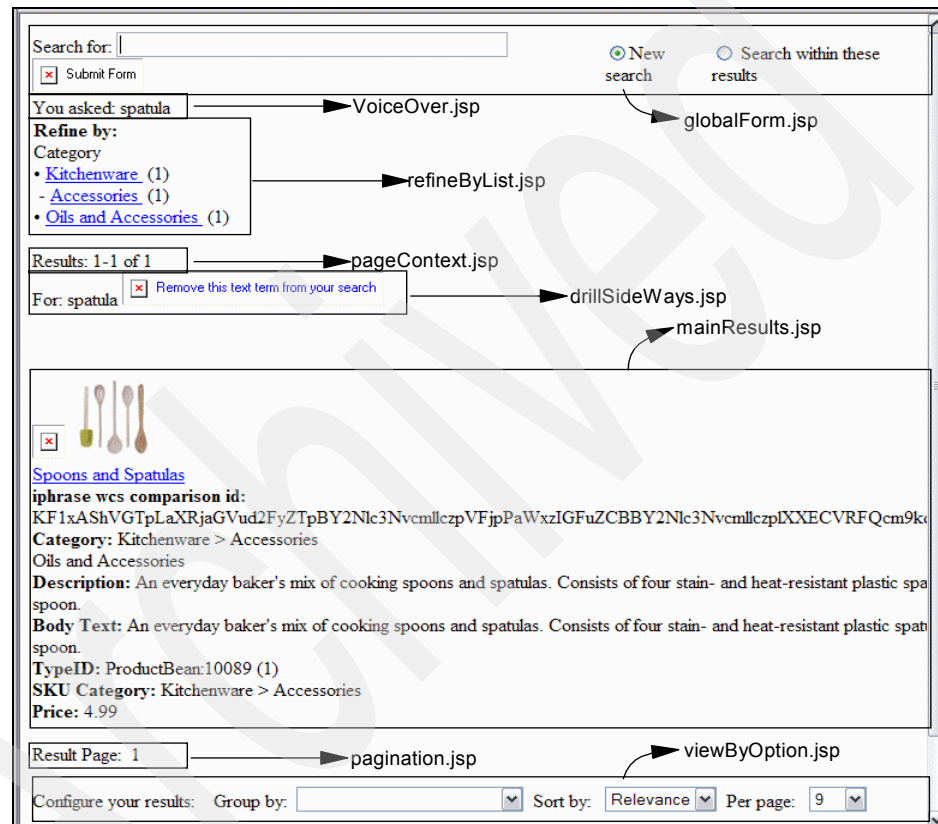 Search for:
New search
Search within these results
Submit Form
globalForm.jsp
You asked: spatula
VoiceOver.jsp
Refine by:
Category
• Kitchenware (1)
- Accessories (1)
• Oils and Accessories (1)
refineByList.jsp
Results: 1-1 of 1
pageContext.jsp
For: spatula
Remove this text term from your search
drillSideWays.jsp
mainResults.jsp
Spoons and Spatulas
iphrase wcs comparison id:
Category: Kitchenware > Accessories
Oils and Accessories
Description: An everyday baker's mix of cooking spoons and spatulas. Consists of four stain- and heat-resistant plastic spa
spoon.
Body Text: An everyday baker's mix of cooking spoons and spatulas. Consists of four stain- and heat-resistant plastic spatu
spoon.
TypeID: ProductBean:10089 (1)
SKU Category: Kitchenware > Accessories
Price: 4.99
Result Page: 1
pagination.jsp
viewByOption.jsp
Configure your results: Group by: Sort by: Relevance Per page: 9
Archived